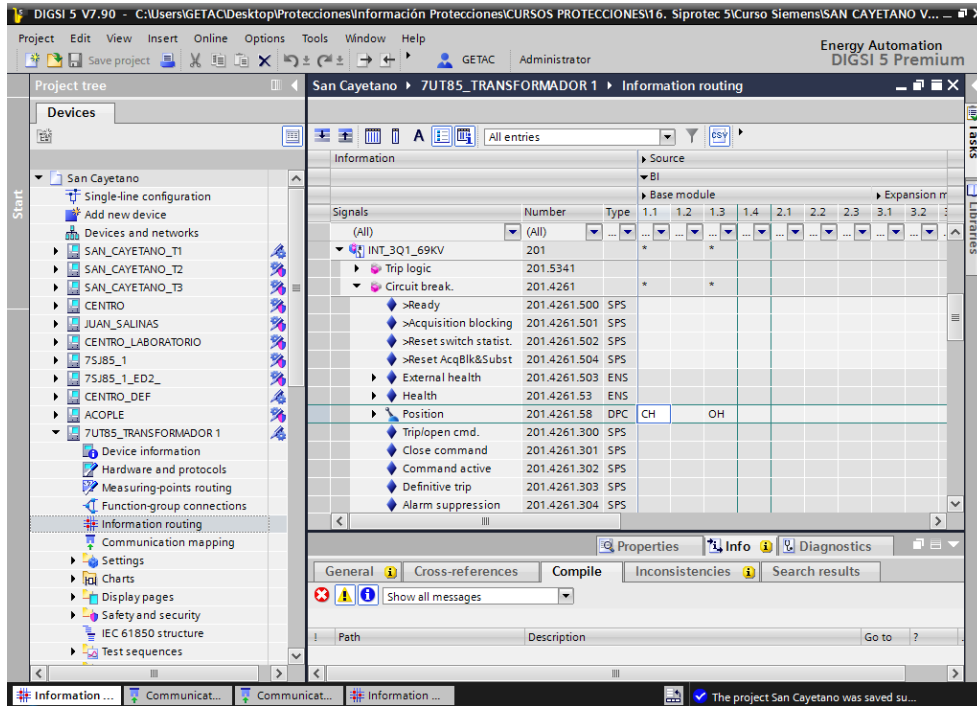 DIGSI 5 V7.90 - C:\Users\GETAC\Desktop\Protecciones\Información Protecciones\CURSOS PROTECCIONES\16. Siprotec 5\Curso Siemens\SAN CAYETANO V...
Project Edit View Insert Online Options Tools Window Help
Save project GETAC Administrator
Energy Automation
DIGSI 5 Premium
Start
Project tree
Devices
San Cayetano
Single-line configuration
Add new device
Devices and networks
SAN_CAYETANO_T1
SAN_CAYETANO_T2
SAN_CAYETANO_T3
CENTRO
JUAN_SALINAS
CENTRO_LABORATORIO
7SJ85_1
7SJ85_1_ED2_
CENTRO_DEF
ACOPLE
7UT85_TRANSFORMADOR 1
Device information
Hardware and protocols
Measuring-points routing
Function-group connections
Information routing
Communication mapping
Settings
Charts
Display pages
Safety and security
IEC 61850 structure
Test sequences
San Cayetano 7UT85_TRANSFORMADOR 1 Information routing
A All entries CSV
Information Source
BI
Base module Expansion m
Signals Number Type 1.1 1.2 1.3 1.4 2.1 2.2 2.3 3.1 3.2
(All) (All) ... ... ... ... ... ... ... ... ... ...
INT_3Q1_69KV 201 * *
Trip logic 201.5341
Circuit break. 201.4261 * *
>Ready 201.4261.500 SPS
>Acquisition blocking 201.4261.501 SPS
>Reset switch statist. 201.4261.502 SPS
>Reset AcqBlk&Subst 201.4261.504 SPS
External health 201.4261.503 ENS
Health 201.4261.53 ENS
Position 201.4261.58 DPC CH OH
Trip/open cmd. 201.4261.300 SPS
Close command 201.4261.301 SPS
Command active 201.4261.302 SPS
Definitive trip 201.4261.303 SPS
Alarm suppression 201.4261.304 SPS
Tasks
Libraries
Properties Info Diagnostics
General Cross-references Compile Inconsistencies Search results
Show all messages
! Path Description Go to ?
Information ... Communicat... Communicat... Information ... The project San Cayetano was saved su...